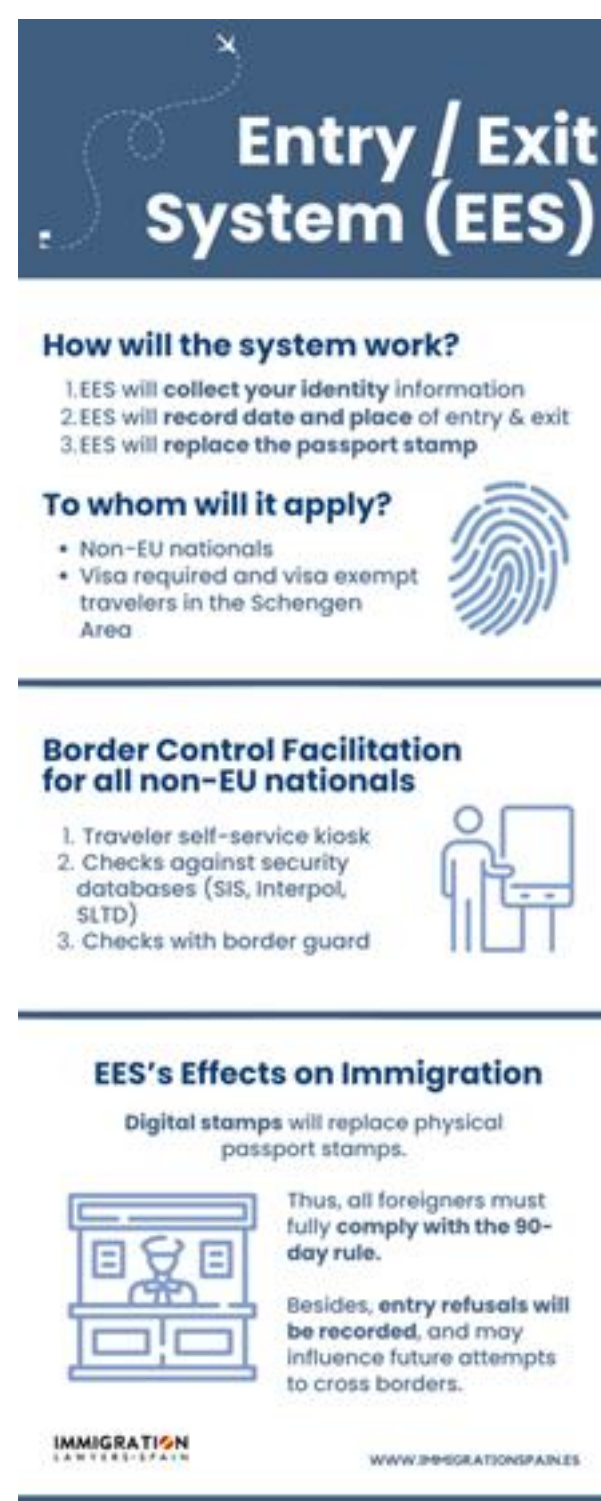 Entry / Exit
System (EES)
How will the system work?
1. EES will collect your identity information
2. EES will record date and place of entry & exit
3. EES will replace the passport stamp
To whom will it apply?
• Non-EU nationals
• Visa required and visa exempt
travelers in the Schengen
Area
Border Control Facilitation
for all non-EU nationals
1. Traveler self-service kiosk
2. Checks against security
databases (SIS, Interpol,
SLTD)
3. Checks with border guard
EES's Effects on Immigration
Digital stamps will replace physical
passport stamps.
Thus, all foreigners must
fully comply with the 90-
day rule.
Besides, entry refusals will
be recorded, and may
influence future attempts
to cross borders.
IMMIGRATION
LAWYERS·SPAIN
WWW.IMMIGRATIONSPAIN.ES